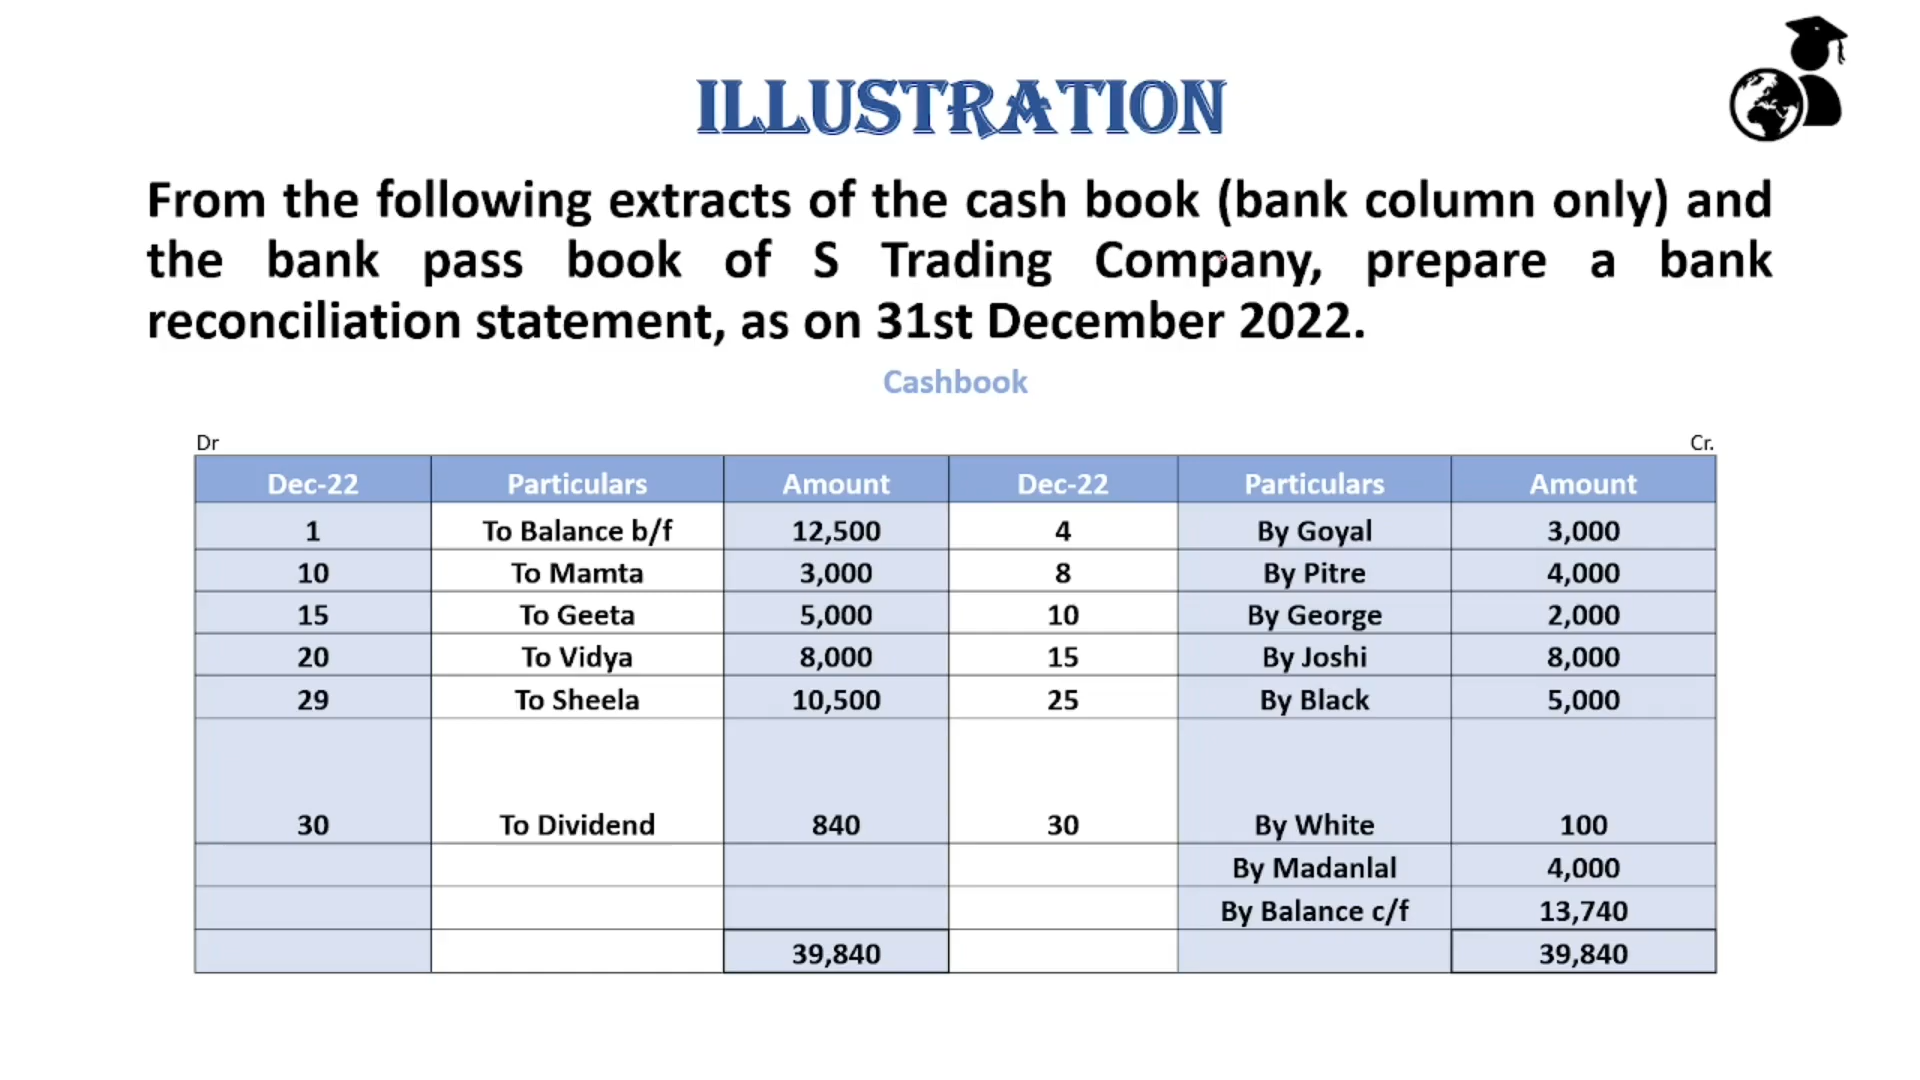 ILLUSTRATION
From the following extracts of the cash book (bank column only) and
the bank pass book of S Trading Company, prepare a bank
reconciliation statement, as on 31st December 2022.
Cashbook
Dr Cr.
Dec-22 Particulars Amount Dec-22 Particulars Amount
1 To Balance b/f 12,500 4 By Goyal 3,000
10 To Mamta 3,000 8 By Pitre 4,000
15 To Geeta 5,000 10 By George 2,000
20 To Vidya 8,000 15 By Joshi 8,000
29 To Sheela 10,500 25 By Black 5,000
30 To Dividend 840 30 By White 100
By Madanlal 4,000
By Balance c/f 13,740
39,840 39,840